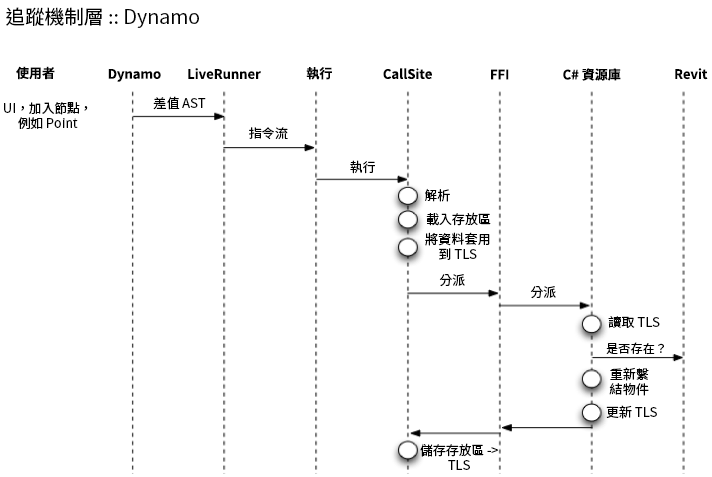 追蹤機制層 :: Dynamo
使用者
Dynamo
LiveRunner
執行
CallSite
FFI
C# 資源庫
Revit
UI，加入節點，
例如 Point
差值 AST
指令流
執行
解析
載入存放區
將資料套用
到 TLS
分派
分派
讀取 TLS
是否存在？
重新繫
結物件
更新 TLS
儲存存放區 ->
TLS